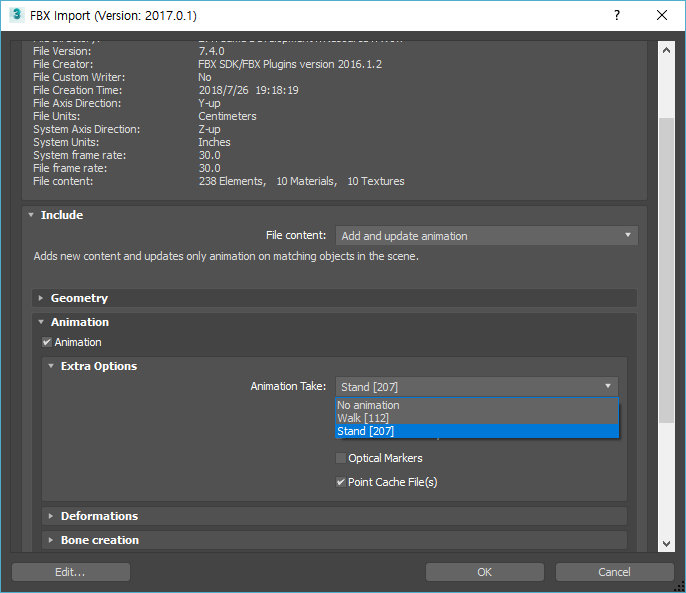 FBX Import (Version: 2017.0.1)
File Version: 7.4.0
File Creator: FBX SDK/FBX Plugins version 2016.1.2
File Custom Writer: No
File Creation Time: 2018/7/26 19:18:19
File Axis Direction: Y-up
File Units: Centimeters
System Axis Direction: Z-up
System Units: Inches
System frame rate: 30.0
File frame rate: 30.0
File content: 238 Elements, 10 Materials, 10 Textures
Include
File content: Add and update animation
Adds new content and updates only animation on matching objects in the scene.
Geometry
Animation
Animation
Extra Options
Animation Take: Stand [207]
No animation
Walk [112]
Stand [207]
Optical Markers
Point Cache File(s)
Deformations
Bone creation
Edit...
OK
Cancel